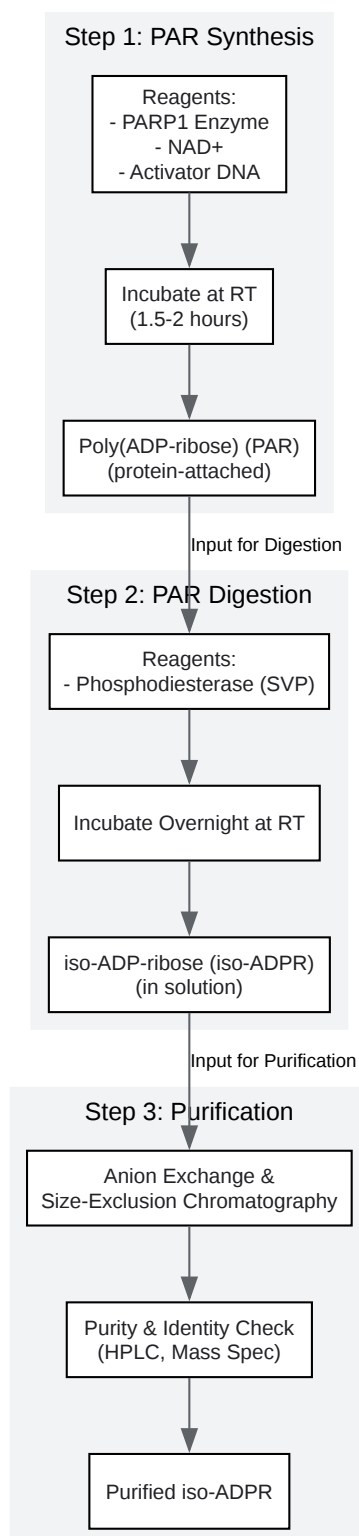 Step 1: PAR Synthesis
Reagents:
- PARP1 Enzyme
- NAD+
- Activator DNA
Incubate at RT
(1.5-2 hours)
Poly(ADP-ribose) (PAR)
(protein-attached)
Input for Digestion
Step 2: PAR Digestion
Reagents:
- Phosphodiesterase (SVP)
Incubate Overnight at RT
iso-ADP-ribose (iso-ADPR)
(in solution)
Input for Purification
Step 3: Purification
Anion Exchange &
Size-Exclusion Chromatography
Purity & Identity Check
(HPLC, Mass Spec)
Purified iso-ADPR